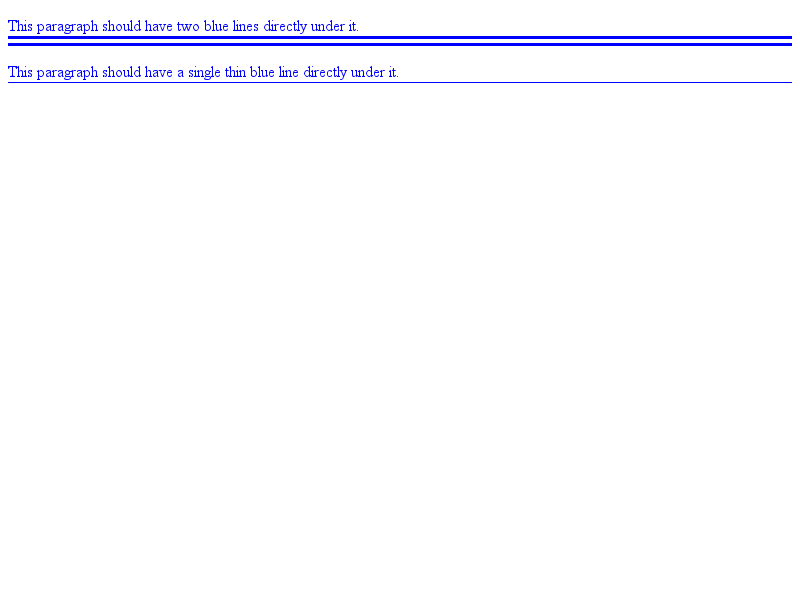 This paragraph should have two blue lines directly under it.
This paragraph should have a single thin blue line directly under it.